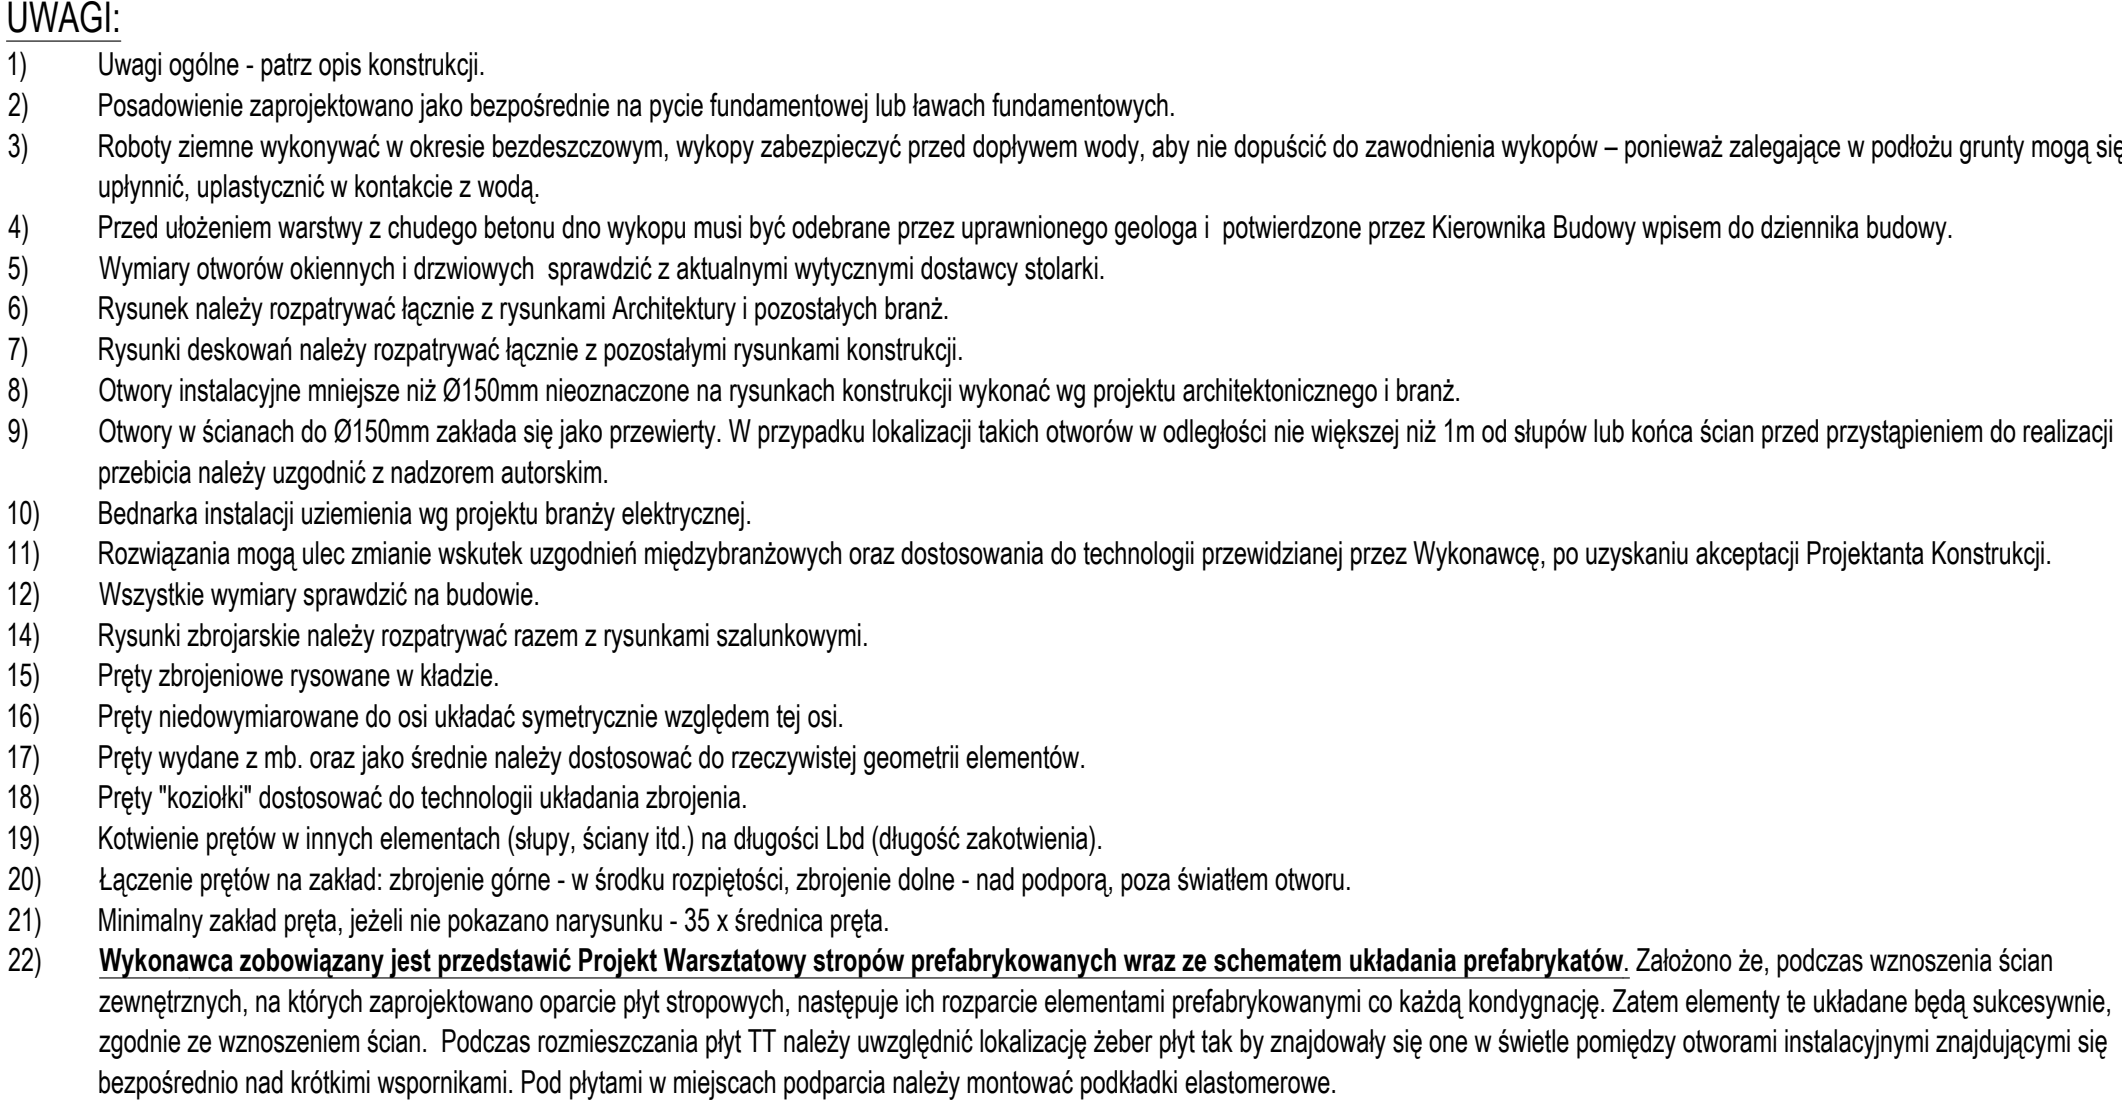 UWAGI:
1) Uwagi ogólne - patrz opis konstrukcji.
2) Posadowienie zaprojektowano jako bezpośrednie na pycie fundamentowej lub ławach fundamentowych.
3) Roboty ziemne wykonywać w okresie bezdeszczowym, wykopy zabezpieczyć przed dopływem wody, aby nie dopuścić do zawodnienia wykopów – ponieważ zalegające w podłożu grunty mogą się
upłynnić, uplastycznić w kontakcie z wodą.
4) Przed ułożeniem warstwy z chudego betonu dno wykopu musi być odebrane przez uprawnionego geologa i potwierdzone przez Kierownika Budowy wpisem do dziennika budowy.
5) Wymiary otworów okiennych i drzwiowych sprawdzić z aktualnymi wytycznymi dostawcy stolarki.
6) Rysunek należy rozpatrywać łącznie z rysunkami Architektury i pozostałych branż.
7) Rysunki deskowań należy rozpatrywać łącznie z pozostałymi rysunkami konstrukcji.
8) Otwory instalacyjne mniejsze niż Ø150mm nieoznaczone na rysunkach konstrukcji wykonać wg projektu architektonicznego i branż.
9) Otwory w ścianach do Ø150mm zakłada się jako przewierty. W przypadku lokalizacji takich otworów w odległości nie większej niż 1m od słupów lub końca ścian przed przystąpieniem do realizacji
przebicia należy uzgodnić z nadzorem autorskim.
10) Bednarka instalacji uziemienia wg projektu branży elektrycznej.
11) Rozwiązania mogą ulec zmianie wskutek uzgodnień międzybranżowych oraz dostosowania do technologii przewidzianej przez Wykonawcę, po uzyskaniu akceptacji Projektanta Konstrukcji.
12) Wszystkie wymiary sprawdzić na budowie.
14) Rysunki zbrojarskie należy rozpatrywać razem z rysunkami szalunkowymi.
15) Pręty zbrojeniowe rysowane w kładzie.
16) Pręty niedowymiarowane do osi układać symetrycznie względem tej osi.
17) Pręty wydane z mb. oraz jako średnie należy dostosować do rzeczywistej geometrii elementów.
18) Pręty "koziołki" dostosować do technologii układania zbrojenia.
19) Kotwienie prętów w innych elementach (słupy, ściany itd.) na długości Lbd (długość zakotwienia).
20) Łączenie prętów na zakład: zbrojenie górne - w środku rozpiętości, zbrojenie dolne - nad podporą, poza światłem otworu.
21) Minimalny zakład pręta, jeżeli nie pokazano narysunku - 35 x średnica pręta.
22) Wykonawca zobowiązany jest przedstawić Projekt Warsztatowy stropów prefabrykowanych wraz ze schematem układania prefabrykatów. Założono że, podczas wznoszenia ścian
zewnętrznych, na których zaprojektowano oparcie płyt stropowych, następuje ich rozparcie elementami prefabrykowanymi co każdą kondygnację. Zatem elementy te układane będą sukcesywnie,
zgodnie ze wznoszeniem ścian. Podczas rozmieszczania płyt TT należy uwzględnić lokalizację żeber płyt tak by znajdowały się one w świetle pomiędzy otworami instalacyjnymi znajdującymi się
bezpośrednio nad krótkimi wspornikami. Pod płytami w miejscach podparcia należy montować podkładki elastomerowe.